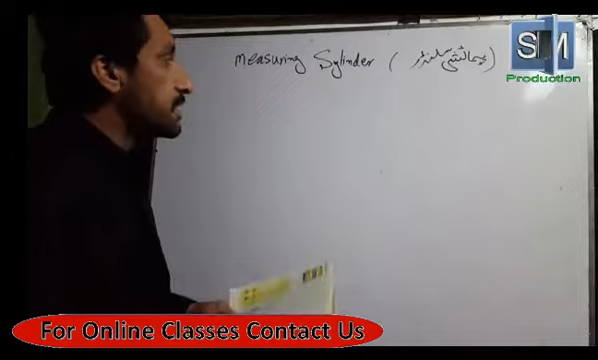 Measuring Sylinder ( پیمائشی سلنڈر )
SM
Production
For Online Classes Contact Us